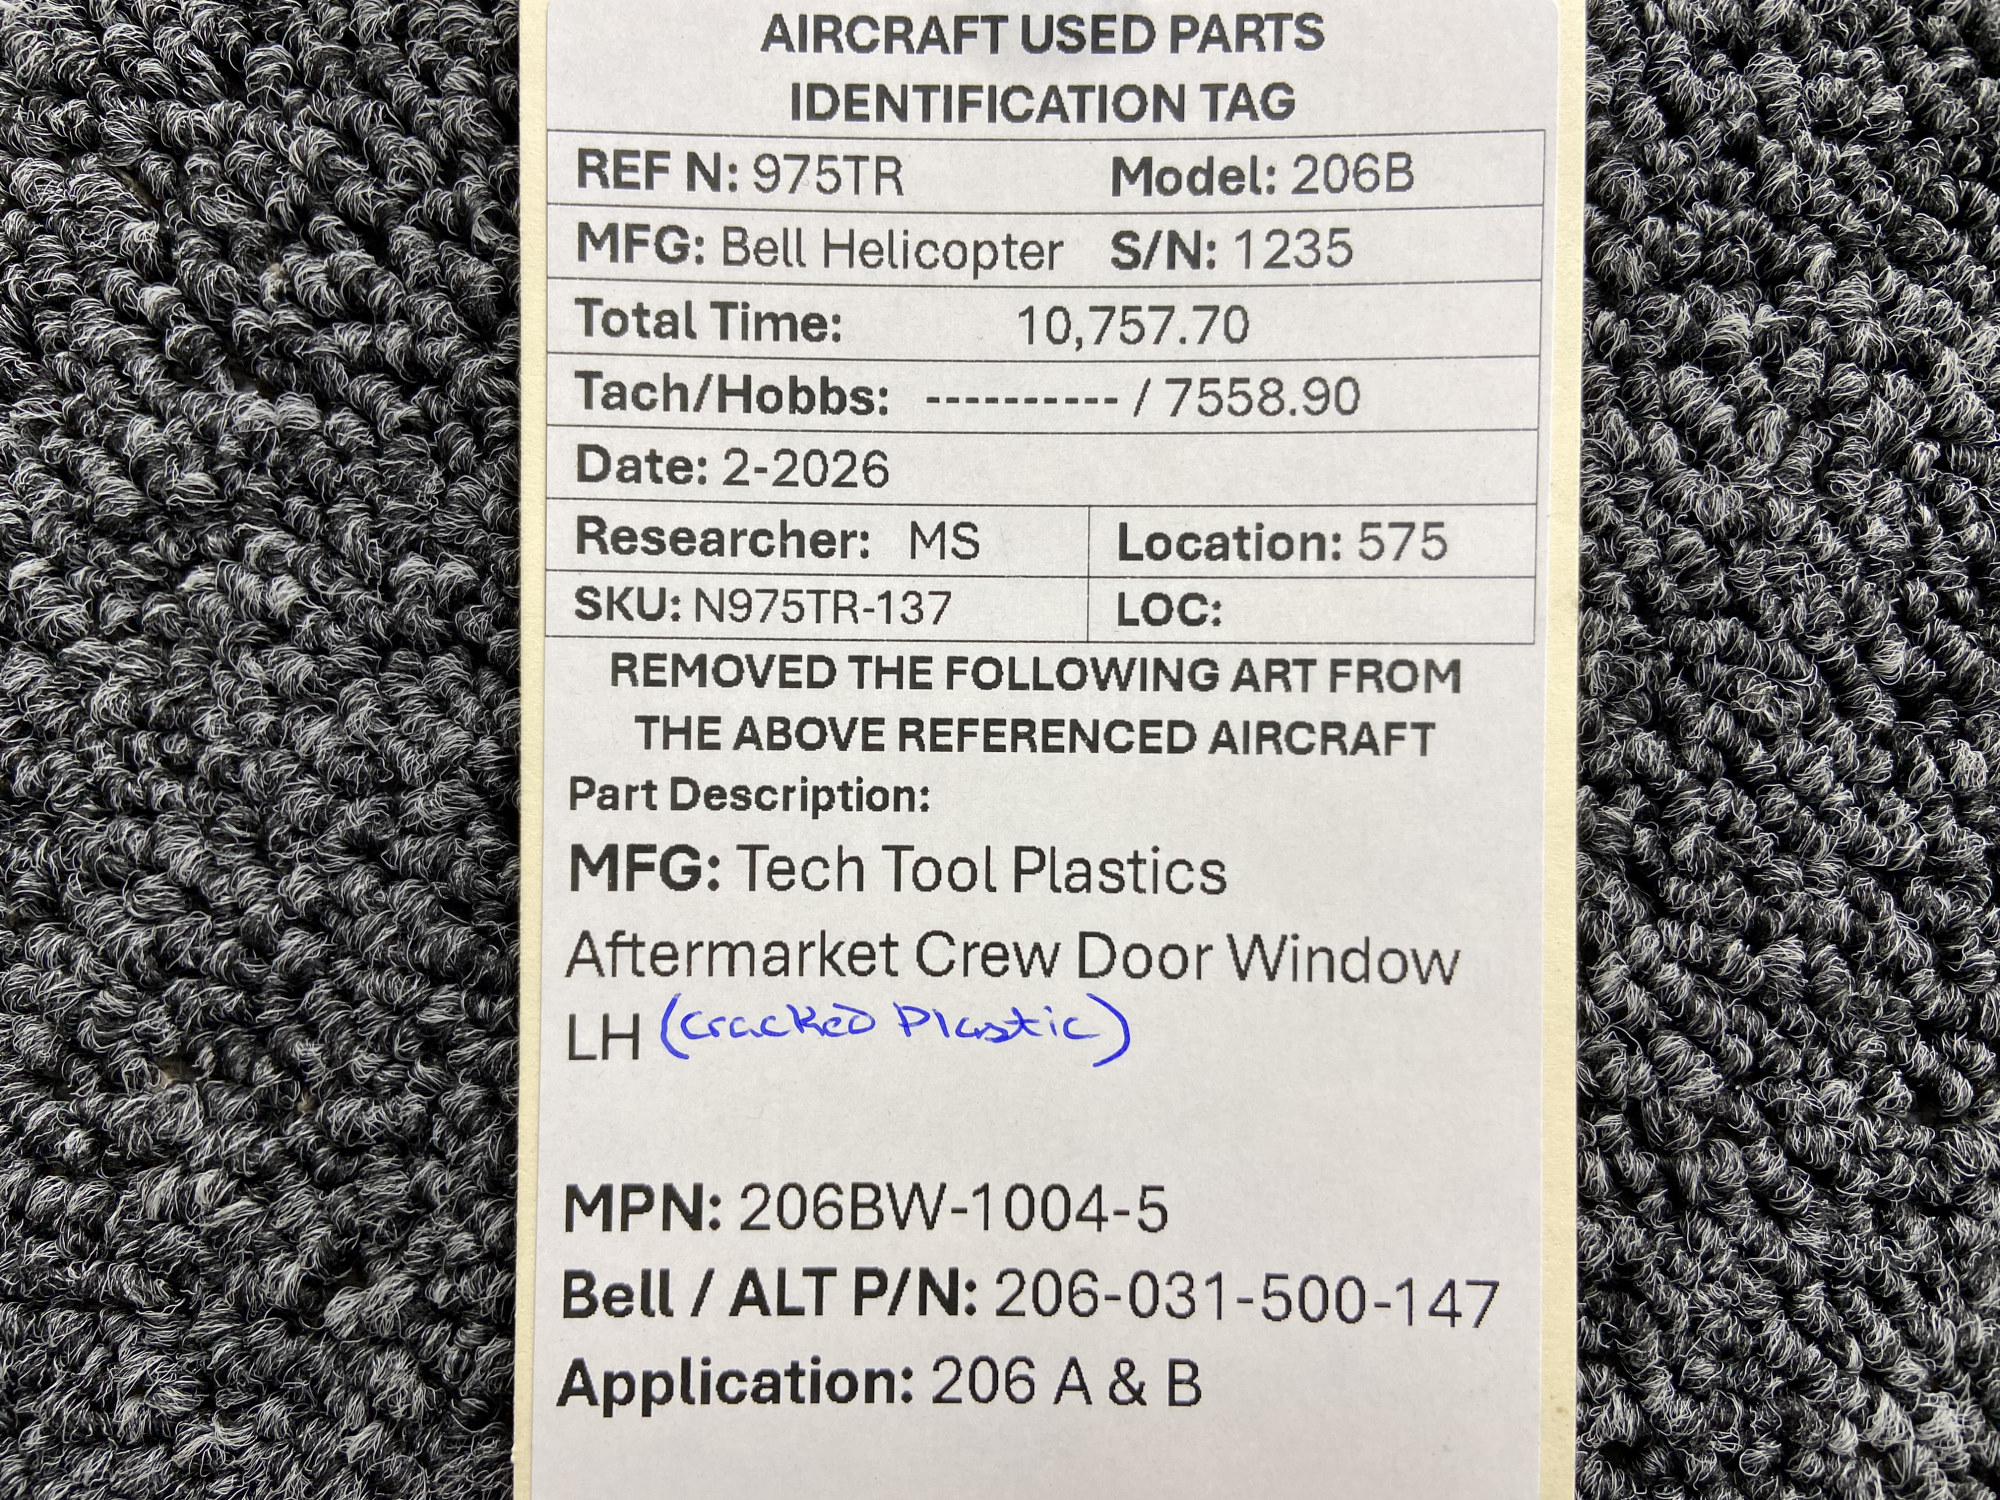 AIRCRAFT USED PARTS
IDENTIFICATION TAG
REF N: 975TR Model: 206B
MFG: Bell Helicopter S/N: 1235
Total Time: 10,757.70
Tach/Hobbs: ---------- / 7558.90
Date: 2-2026
Researcher: MS Location: 575
SKU: N975TR-137 LOC:
REMOVED THE FOLLOWING ART FROM
THE ABOVE REFERENCED AIRCRAFT
Part Description:
MFG: Tech Tool Plastics
Aftermarket Crew Door Window
LH (cracked Plastic)
MPN: 206BW-1004-5
Bell / ALT P/N: 206-031-500-147
Application: 206 A & B